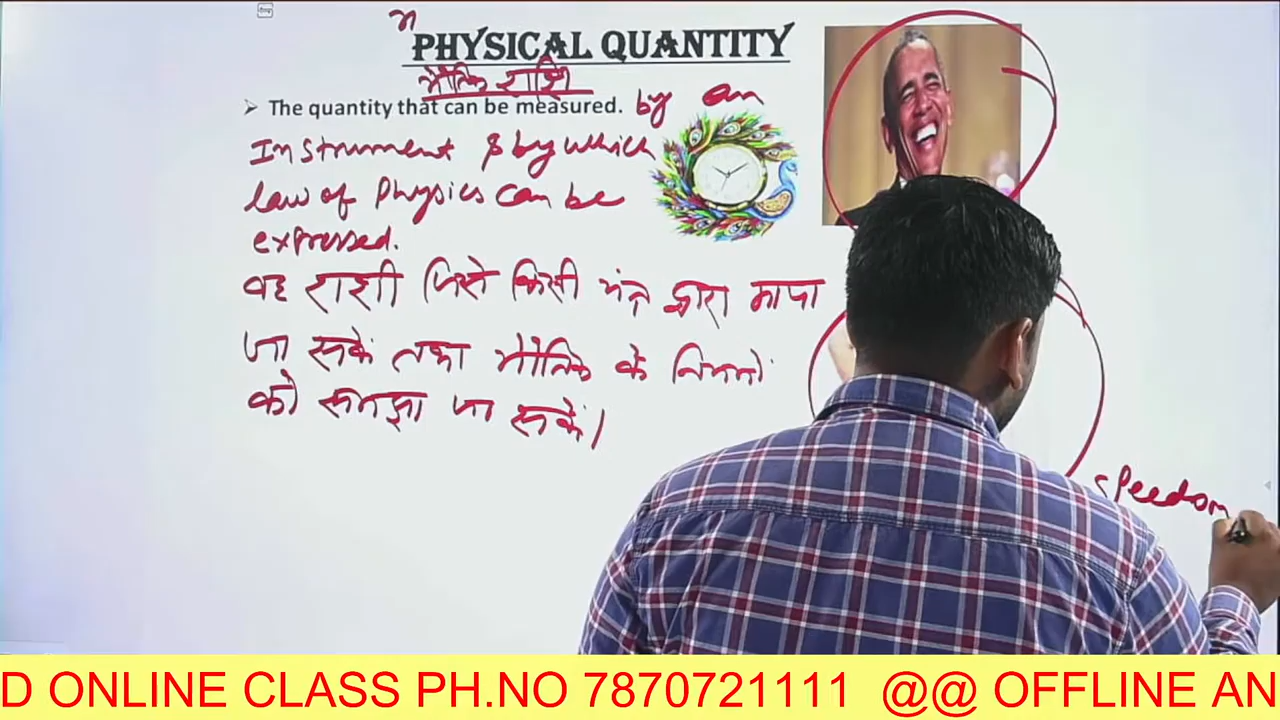 PHYSICAL QUANTITY
भौतिक राशि
➢ The quantity that can be measured. by an
Instrument & by which
law of Physics can be
expressed.
वह राशी जिसे किसी यंत्र द्वारा मापा
जा सकें तथा भौतिक के नियमों
को समझा जा सकें।
speedom
D ONLINE CLASS PH.NO 7870721111 @@ OFFLINE AN